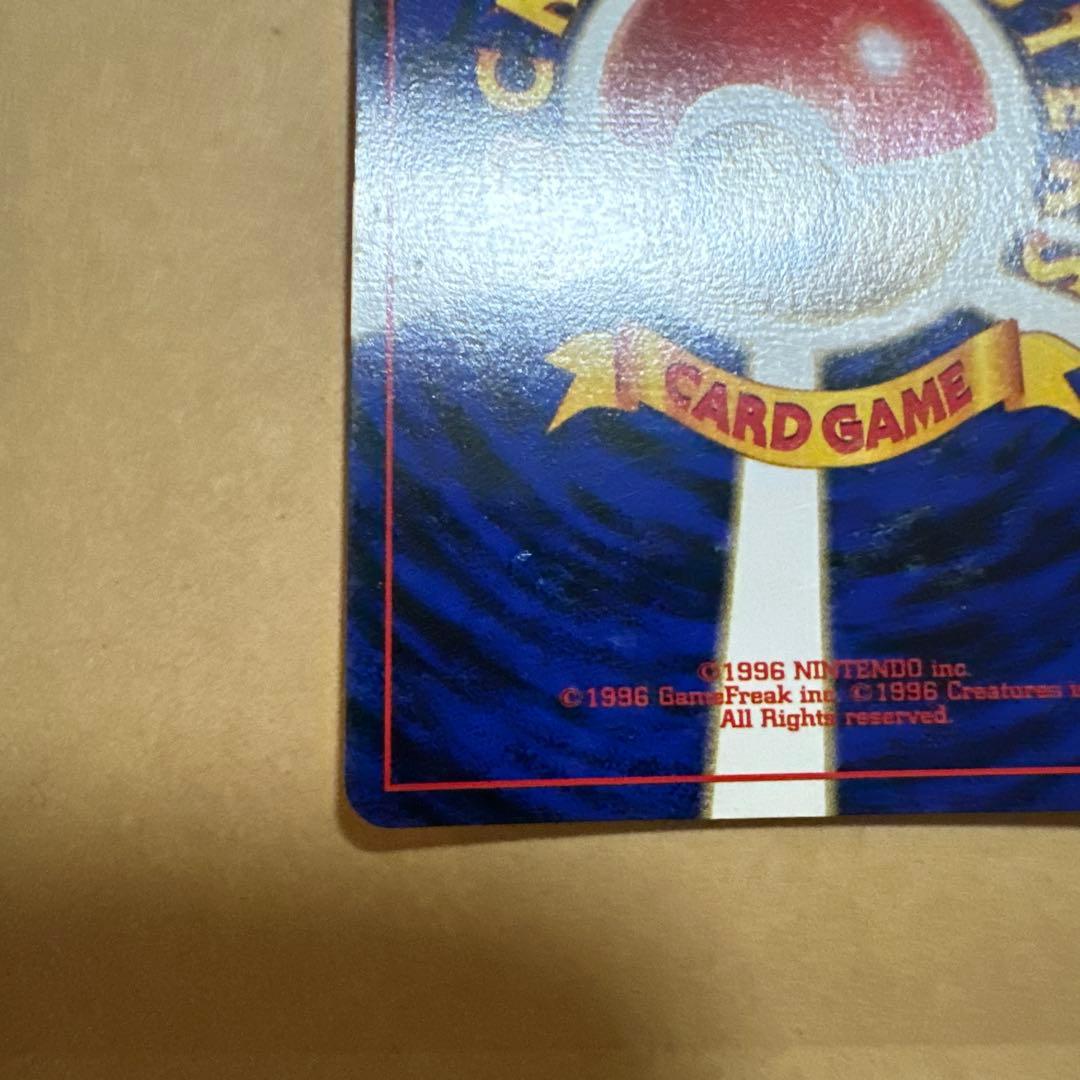 CARD GAME
©1996 NINTENDO inc.
©1996 GameFreak inc. ©1996 Creatures
All Rights reserved.